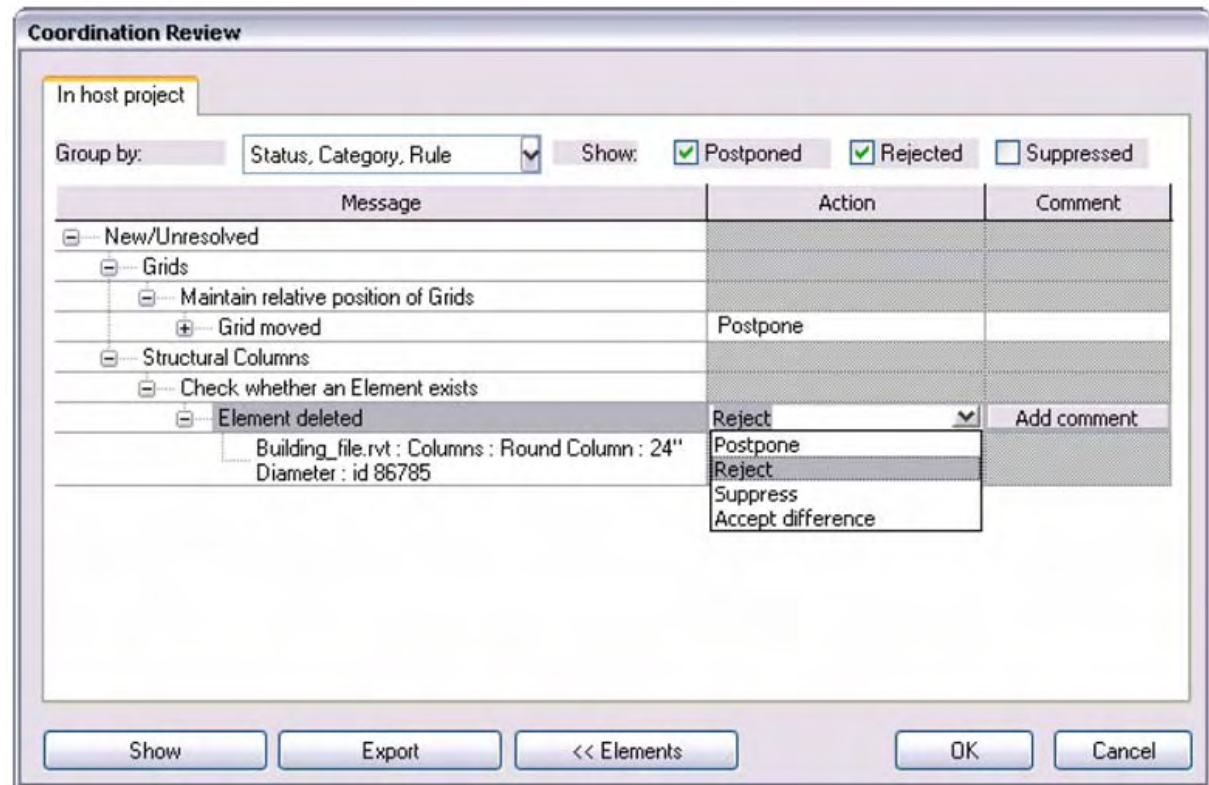 Coordination Review
In host project
Group by: Status, Category, Rule Show: Postponed Rejected Suppressed
Message Action Comment
New/Unresolved
Grids
Maintain relative position of Grids
Grid moved Postpone
Structural Columns
Check whether an Element exists
Element deleted Reject Add comment
Building_file.rvt : Columns : Round Column : 24"
Diameter : id 86785
Postpone
Reject
Suppress
Accept difference
Show Export << Elements OK Cancel